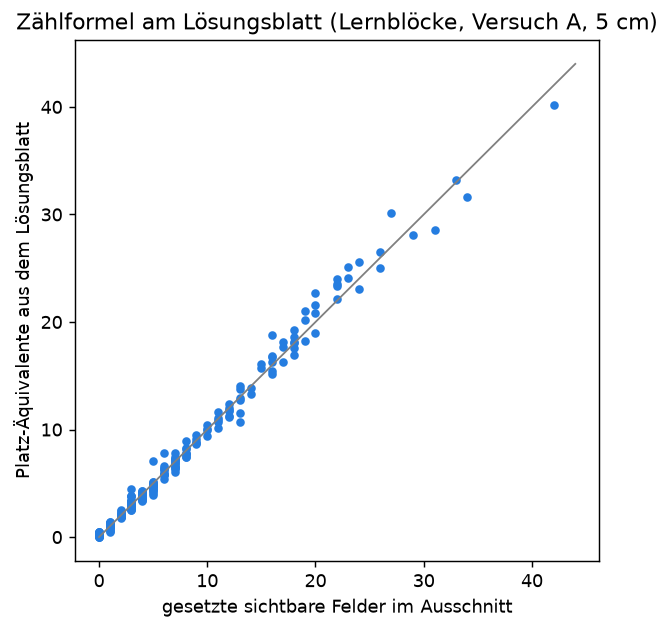 Zählformel am Lösungsblatt (Lernblöcke, Versuch A, 5 cm)
Platz-Äquivalente aus dem Lösungsblatt
40
30
20
10
0
0 10 20 30 40
gesetzte sichtbare Felder im Ausschnitt